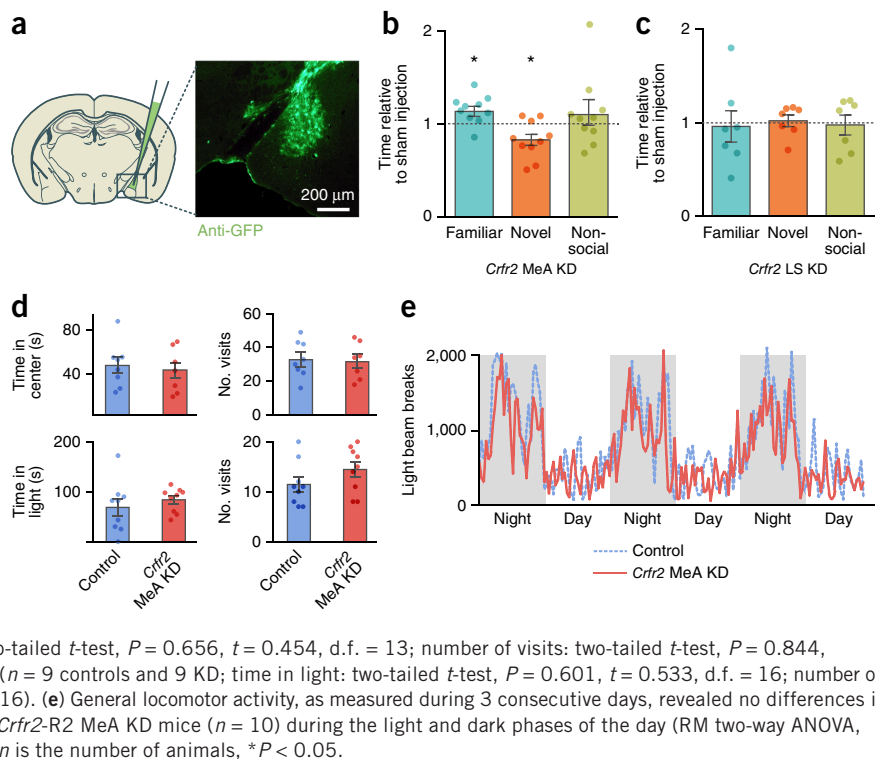 a
200 µm
Anti-GFP
b
Time relative
to sham injection
2
1
0
*
*
Familiar
Novel
Non-
social
Crfr2 MeA KD
c
Time relative
to sham injection
2
1
0
Familiar
Novel
Non-
social
Crfr2 LS KD
d
Time in
center (s)
80
40
No. visits
60
40
20
0
Time in
light (s)
200
100
0
No. visits
20
10
0
Control
Crfr2
MeA KD
Control
Crfr2
MeA KD
e
Light beam breaks
2,000
1,000
0
Night
Day
Night
Day
Night
Day
Control
Crfr2 MeA KD
two-tailed t-test, P = 0.656, t = 0.454, d.f. = 13; number of visits: two-tailed t-test, P = 0.844,
(n = 9 controls and 9 KD; time in light: two-tailed t-test, P = 0.601, t = 0.533, d.f. = 16; number of
16). (e) General locomotor activity, as measured during 3 consecutive days, revealed no differences i
Crfr2-R2 MeA KD mice (n = 10) during the light and dark phases of the day (RM two-way ANOVA,
n is the number of animals, *P < 0.05.